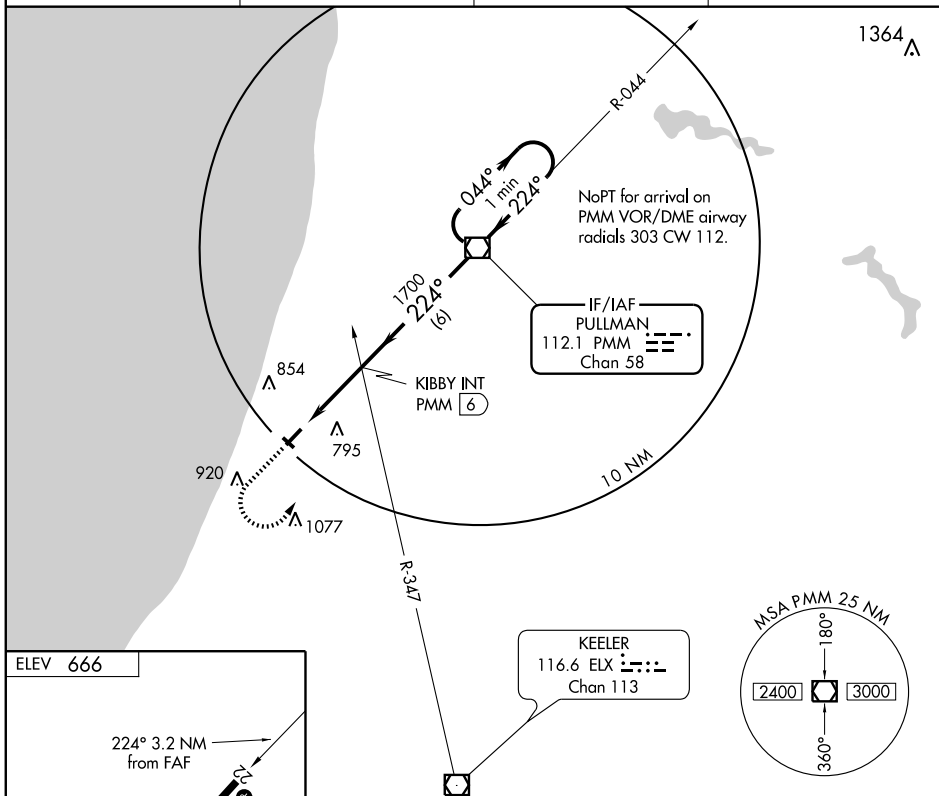 1364
R-044
044°
1 min
224°
NoPT for arrival on
PMM VOR/DME airway
radials 303 CW 112.
1700
224°
(6)
IF/IAF
PULLMAN
112.1 PMM
Chan 58
KIBBY INT
PMM 6
854
795
920
1077
10 NM
R-347
KEELER
116.6 ELX
Chan 113
MSA PMM 25 NM
180°
2400
3000
360°
ELEV 666
224° 3.2 NM
from FAF
22